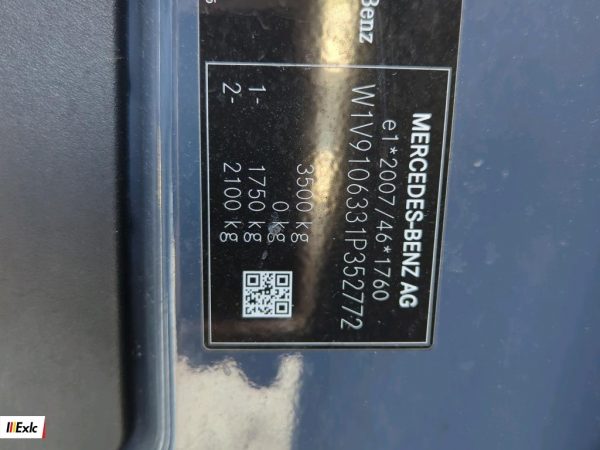 Benz
MERCEDES-BENZ AG
e1*2007/46*1760
W1V9106331P352772
3500 kg
0 kg
1- 1750 kg
2- 2100 kg
Exlc